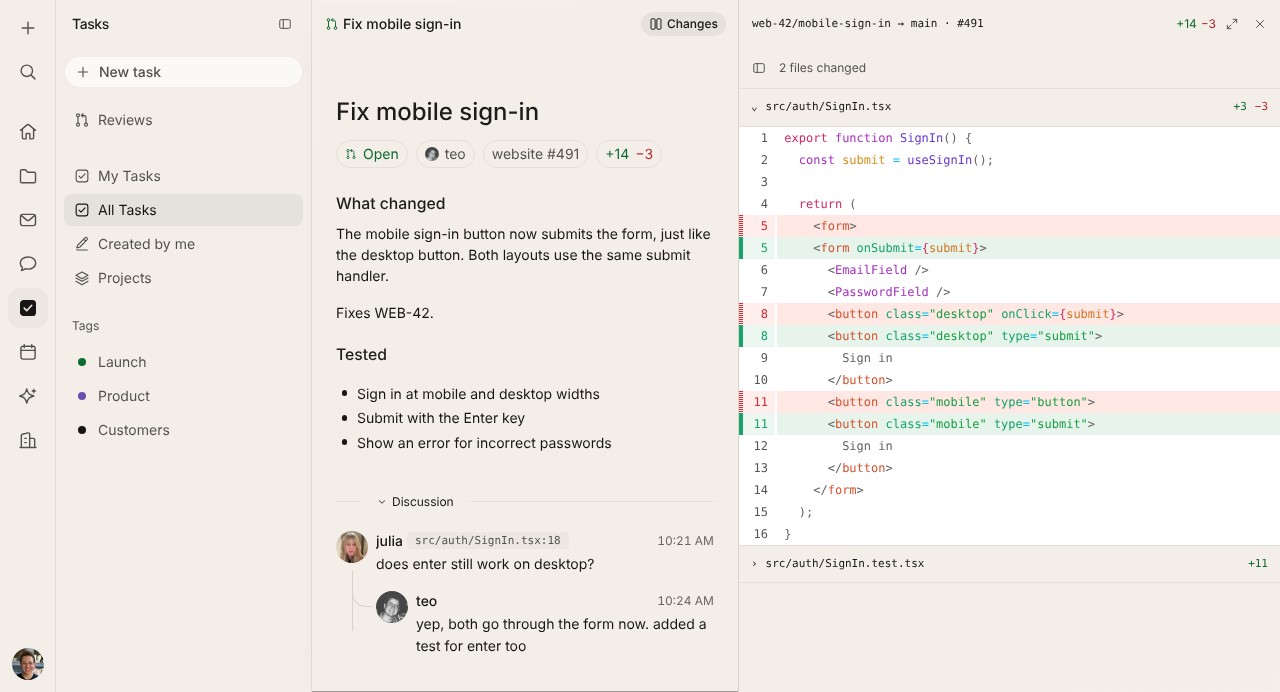 Tasks
New task
Reviews
My Tasks
All Tasks
Created by me
Projects
Tags
Launch
Product
Customers
Fix mobile sign-in
Changes
Fix mobile sign-in
Open
teo
website #491
+14 −3
What changed
The mobile sign-in button now submits the form, just like
the desktop button. Both layouts use the same submit
handler.
Fixes WEB-42.
Tested
Sign in at mobile and desktop widths
Submit with the Enter key
Show an error for incorrect passwords
Discussion
julia src/auth/SignIn.tsx:18 10:21 AM
does enter still work on desktop?
teo 10:24 AM
yep, both go through the form now. added a
test for enter too
web-42/mobile-sign-in → main · #491 +14 −3
2 files changed
src/auth/SignIn.tsx +3 −3
1 export function SignIn() {
2   const submit = useSignIn();
3
4   return (
5     <form>
5     <form onSubmit={submit}>
6       <EmailField />
7       <PasswordField />
8       <button class="desktop" onClick={submit}>
8       <button class="desktop" type="submit">
9         Sign in
10       </button>
11       <button class="mobile" type="button">
11       <button class="mobile" type="submit">
12         Sign in
13       </button>
14     </form>
15   );
16 }
src/auth/SignIn.test.tsx +11